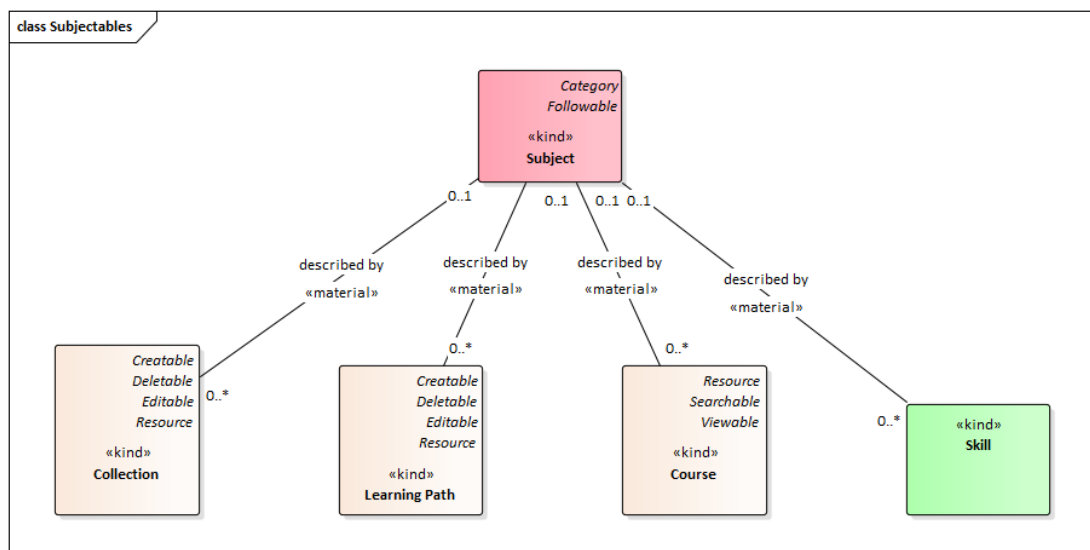 class Subjectables
Category
Followable
«kind»
Subject
0..1
0..1
0..1
0..1
described by
«material»
described by
«material»
described by
«material»
described by
«material»
0..*
0..*
0..*
0..*
Creatable
Deletable
Editable
Resource
«kind»
Collection
Creatable
Deletable
Editable
Resource
«kind»
Learning Path
Resource
Searchable
Viewable
«kind»
Course
«kind»
Skill